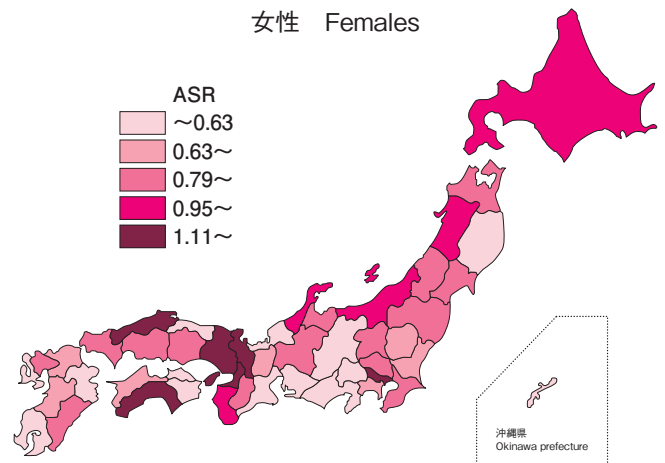 女性　Females
ASR
～0.63
0.63～
0.79～
0.95～
1.11～
沖縄県
Okinawa prefecture